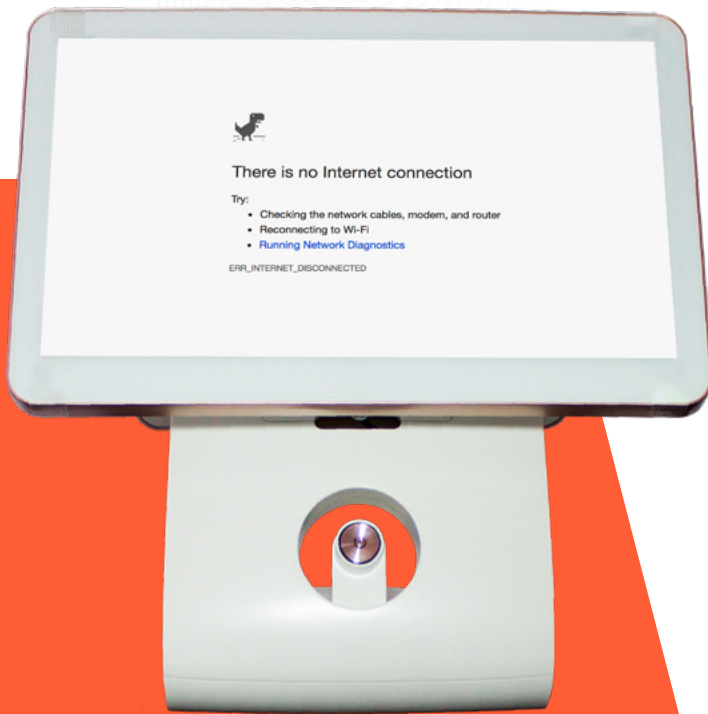 There is no Internet connection
Try:
• Checking the network cables, modem, and router
• Reconnecting to Wi-Fi
• Running Network Diagnostics
ERR_INTERNET_DISCONNECTED